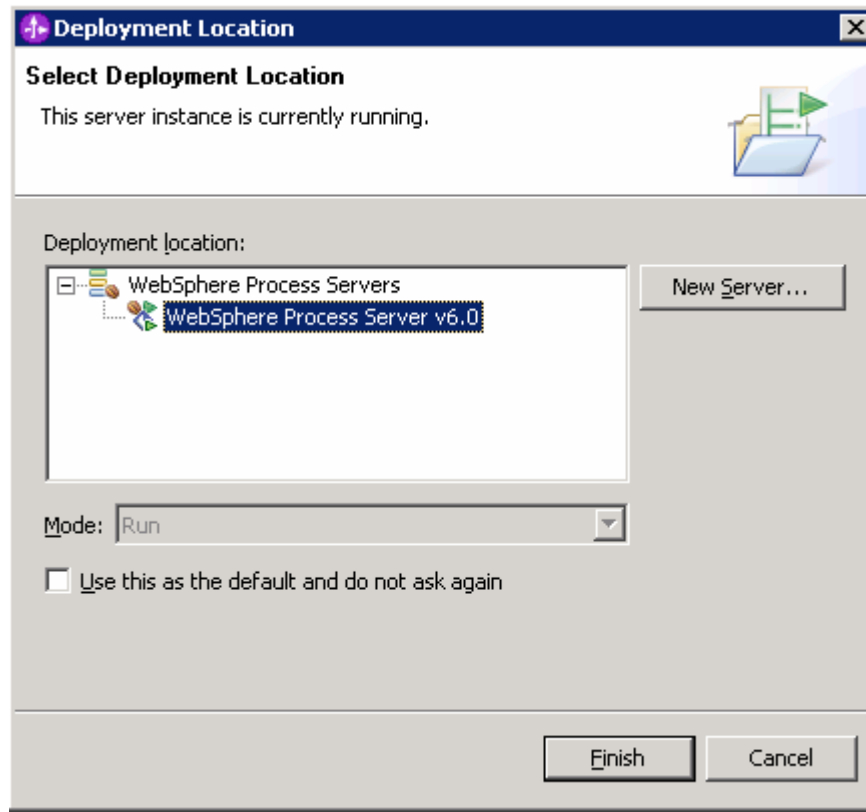 Deployment Location
Select Deployment Location
This server instance is currently running.
Deployment location:
WebSphere Process Servers
New Server...
WebSphere Process Server v6.0
Mode: Run
Use this as the default and do not ask again
Finish
Cancel